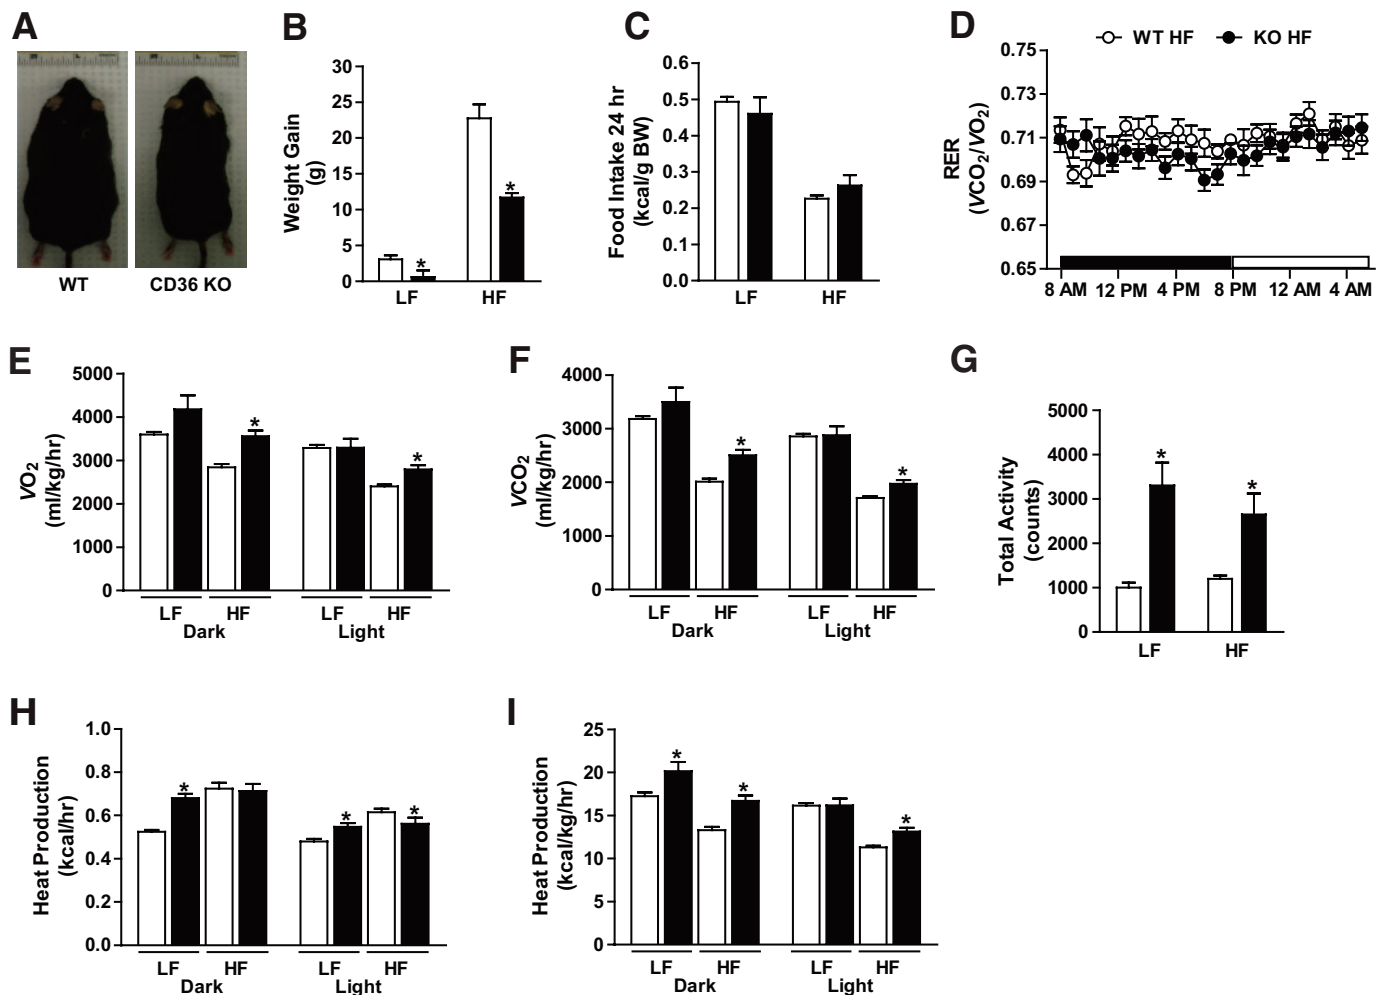 A
WT
CD36 KO
B
Weight Gain
(g)
30
25
20
15
10
5
0
*
*
LF
HF
C
Food Intake 24 hr
(kcal/g BW)
0.6
0.5
0.4
0.3
0.2
0.1
0.0
LF
HF
D
WT HF
KO HF
RER
(VCO2/VO2)
0.75
0.73
0.71
0.69
0.67
0.65
8 AM 12 PM 4 PM 8 PM 12 AM 4 AM
E
VO2
(ml/kg/hr)
5000
4000
3000
2000
1000
0
*
*
LF HF LF HF
Dark Light
F
VCO2
(ml/kg/hr)
4000
3000
2000
1000
0
*
*
LF HF LF HF
Dark Light
G
Total Activity
(counts)
5000
4000
3000
2000
1000
0
*
*
LF HF
H
Heat Production
(kcal/hr)
1.0
0.8
0.6
0.4
0.2
0.0
*
*
*
LF HF LF HF
Dark Light
I
Heat Production
(kcal/kg/hr)
25
20
15
10
5
0
*
*
*
LF HF LF HF
Dark Light